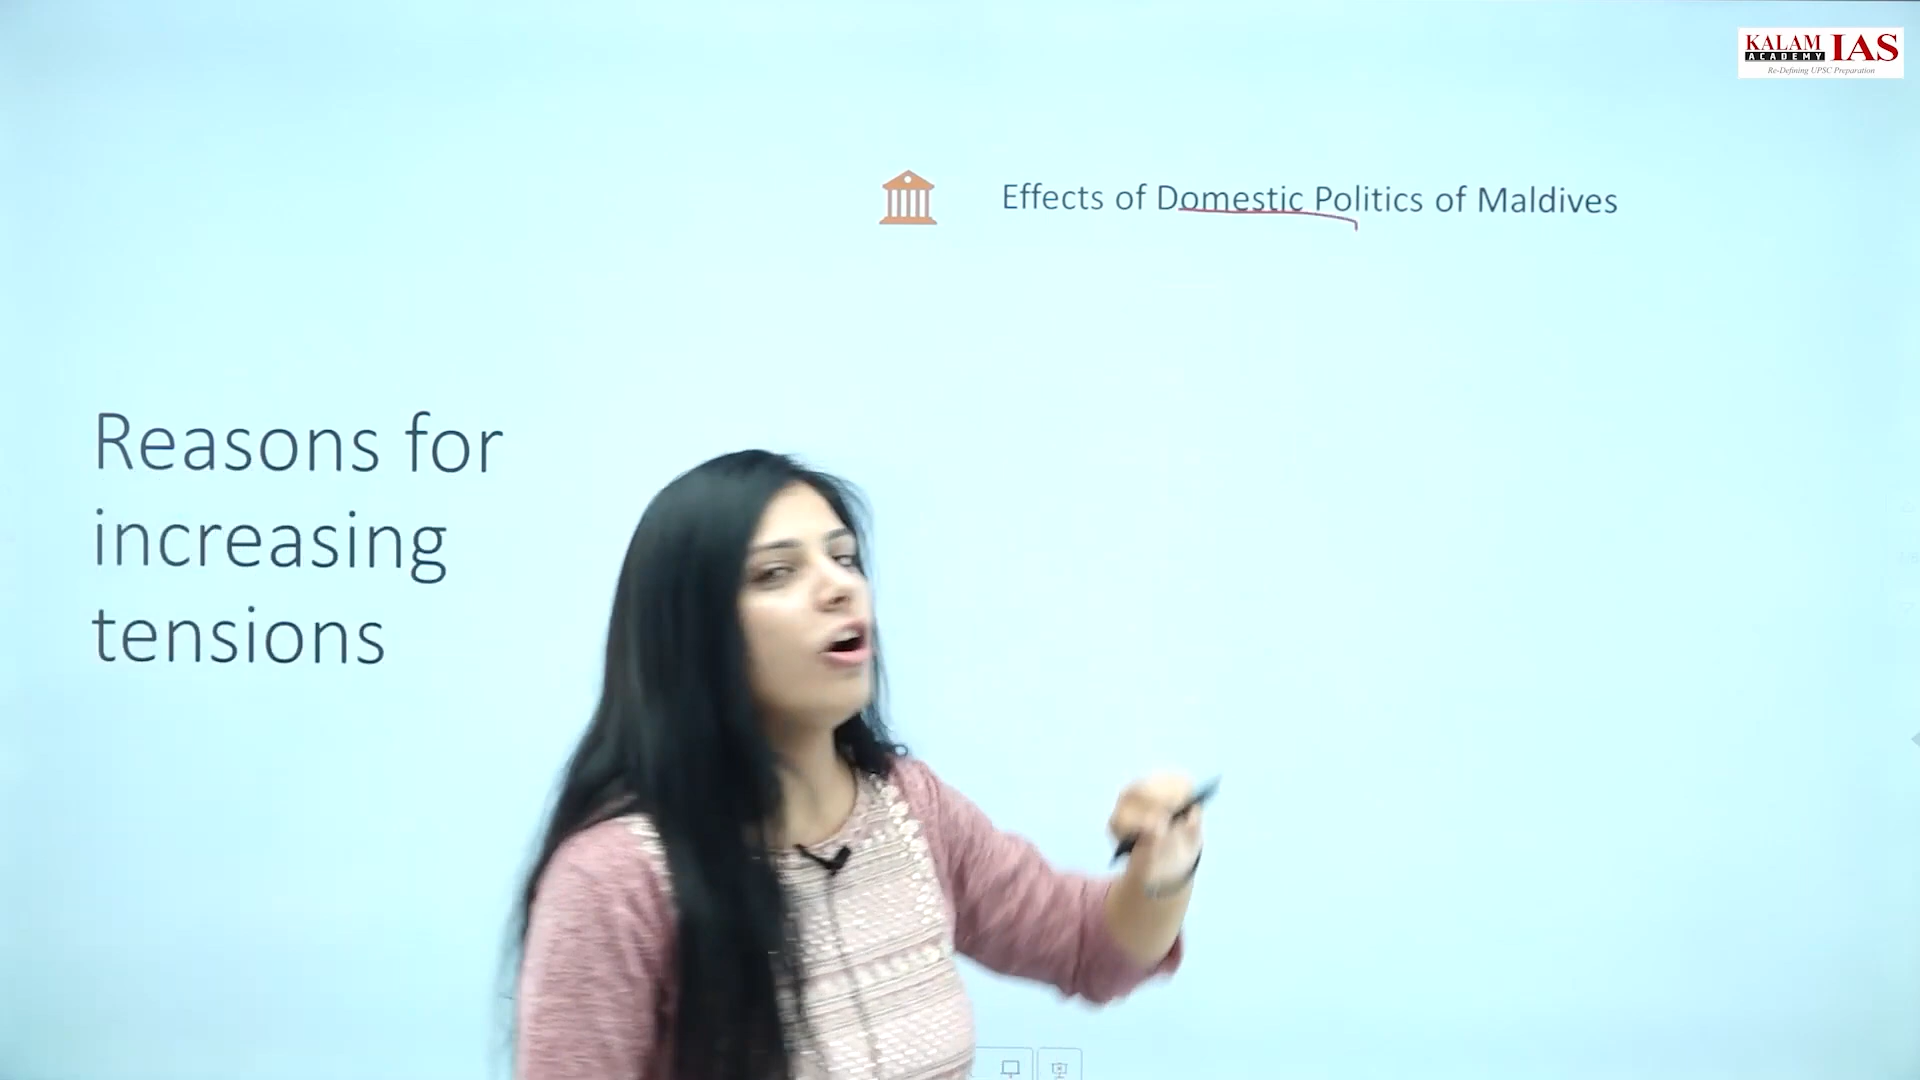 KALAM IAS
ACADEMY
Re-Defining UPSC Preparation
Effects of Domestic Politics of Maldives
Reasons for
increasing
tensions